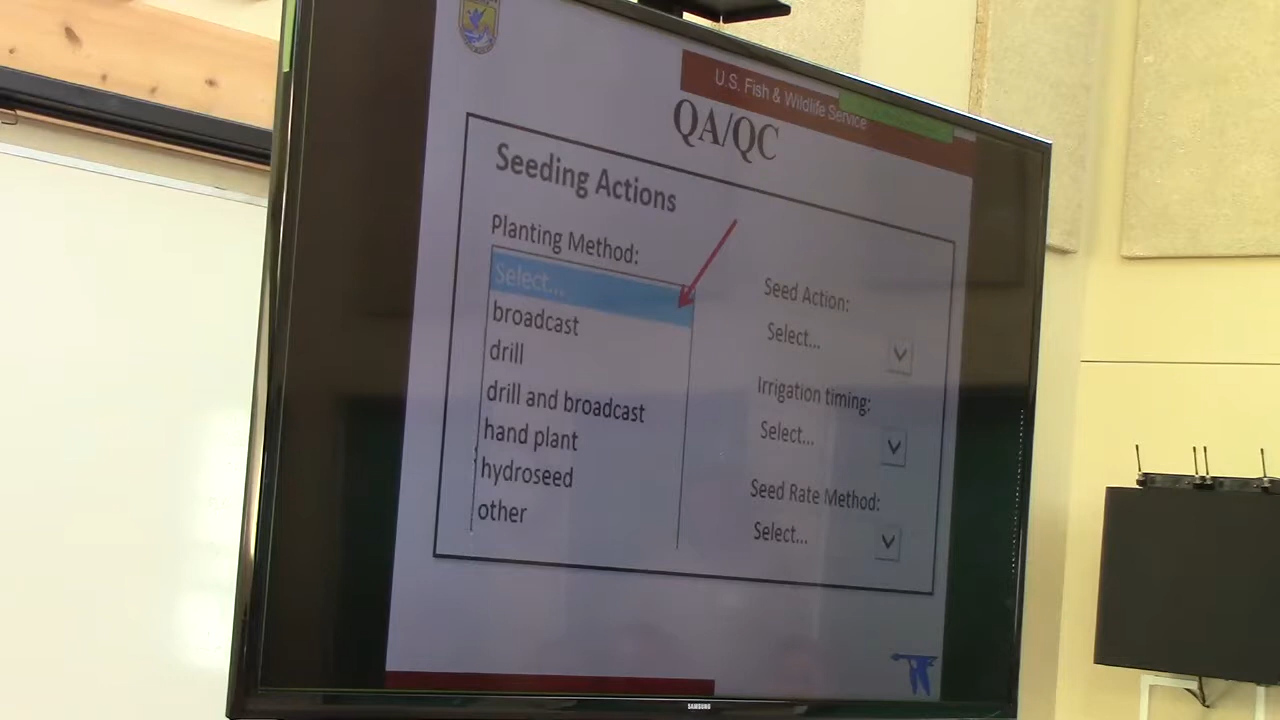 U.S. Fish & Wildlife Service
QA/QC
Seeding Actions
Planting Method:
Select...
broadcast
drill
drill and broadcast
hand plant
hydroseed
other
Seed Action:
Select...
Irrigation timing:
Select...
Seed Rate Method:
Select...
SAMSUNG